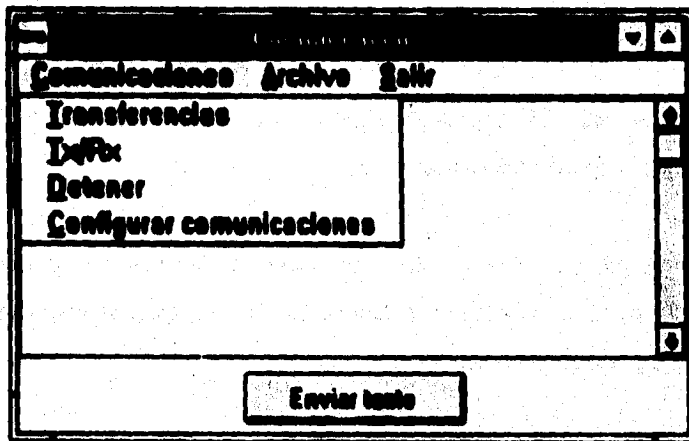 Comunicaciones Archivo Salir
Transferencias
Tx/Rx
Detener
Configurar comunicaciones
Enviar texto